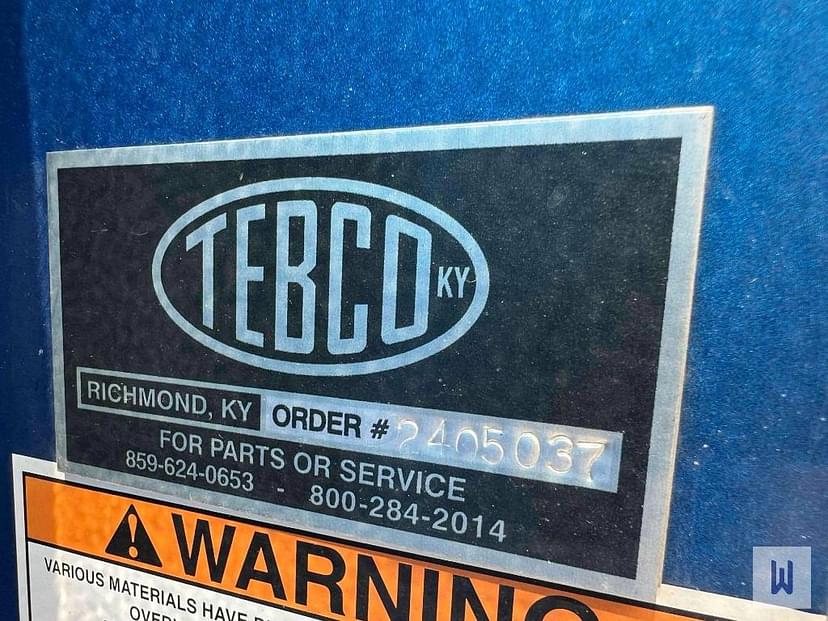 TEBCO KY
RICHMOND, KY ORDER # 2405037
FOR PARTS OR SERVICE
859-624-0653 - 800-284-2014
WARNING
VARIOUS MATERIALS HAVE
W